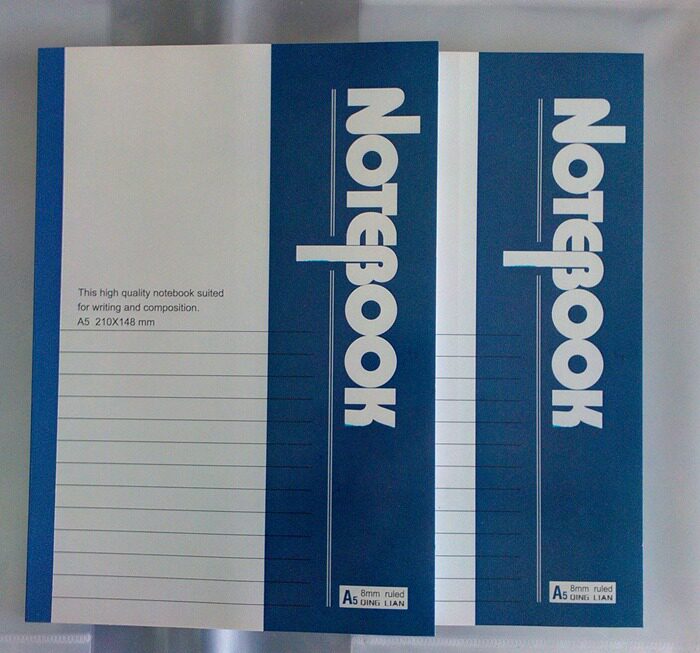 NOTEBOOK
This high quality notebook suited
for writing and composition.
A5 210X148 mm
A5 8mm ruled
QING LIAN
NOTEBOOK
A5 8mm ruled
QING LIAN